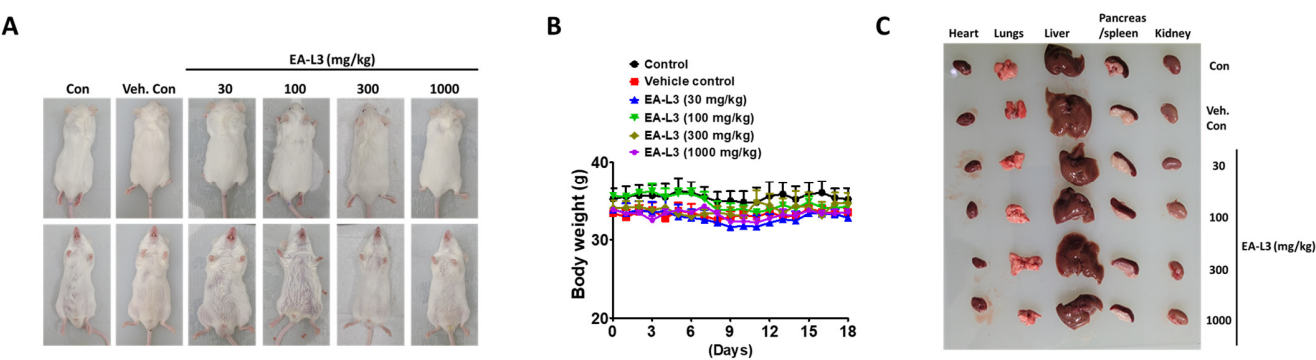 A
EA-L3 (mg/kg)
Con Veh. Con 30 100 300 1000
B
Control
Vehicle control
EA-L3 (30 mg/kg)
EA-L3 (100 mg/kg)
EA-L3 (300 mg/kg)
EA-L3 (1000 mg/kg)
Body weight (g)
40
30
20
0 3 6 9 12 15 18
(Days)
C
Heart Lungs Liver Pancreas
/spleen Kidney
Con
Veh.
Con
30
100
EA-L3 (mg/kg)
300
1000